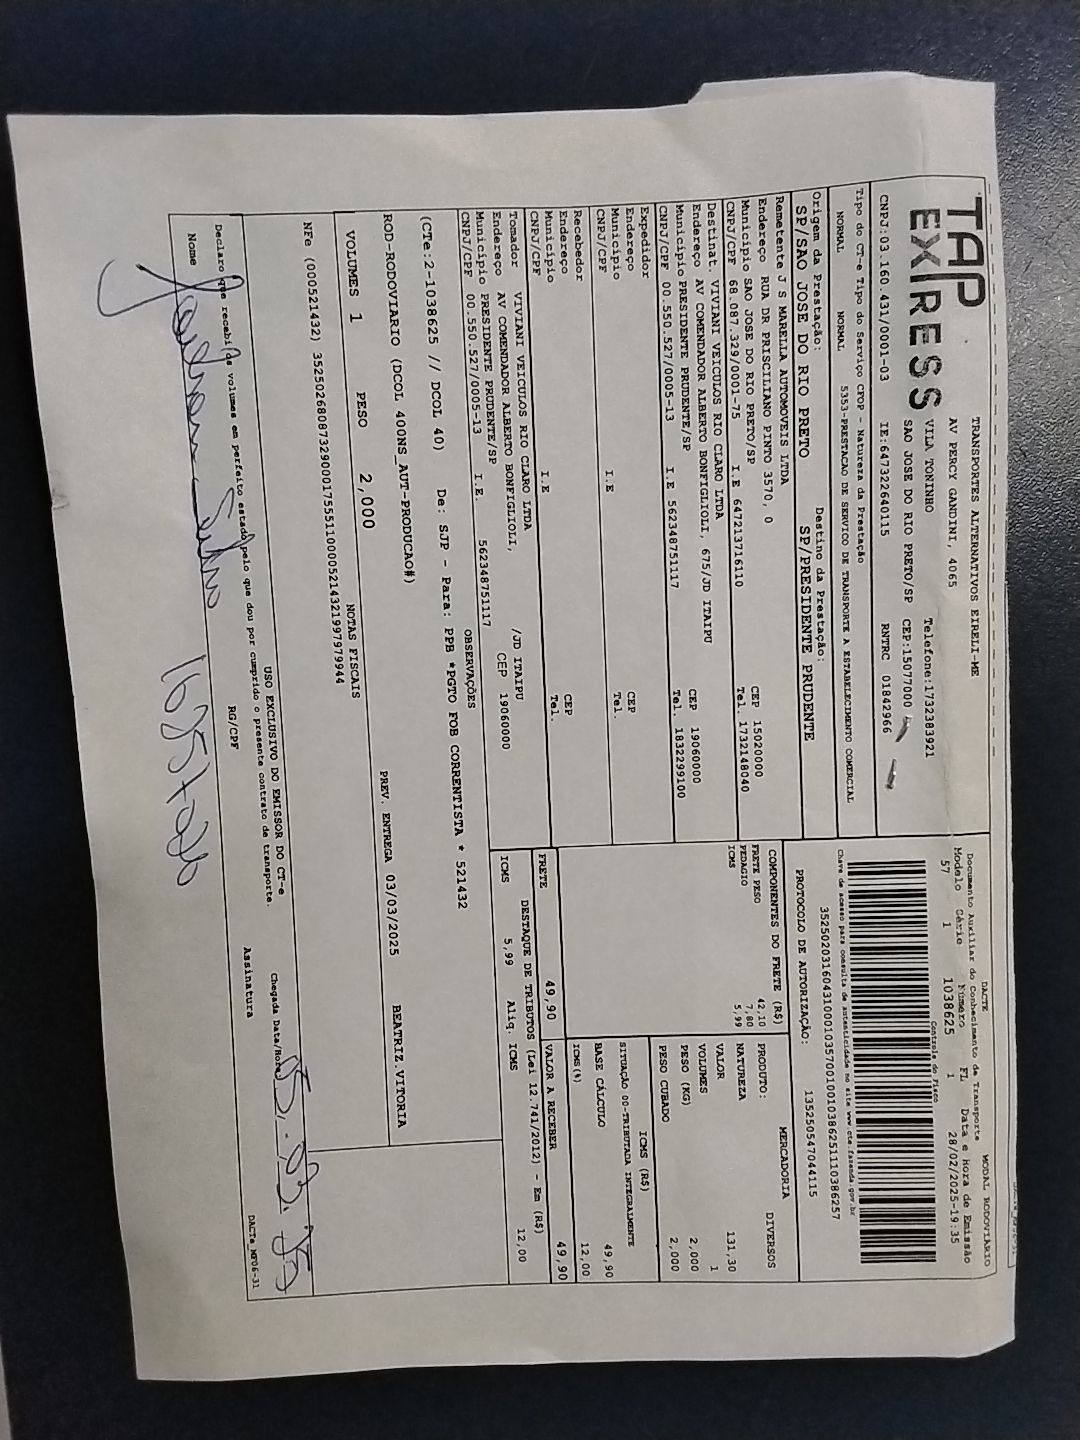 TAP EXPRESS
TRANSPORTES ALTERNATIVOS EIRELI-ME
AV PERCY GANDINI, 4065
VILA TONINHO
Telefone:1732383921
SAO JOSE DO RIO PRETO/SP
CEP:15077000
CNPJ:03.160.431/0001-03 IE:647322640115 RNTRC 01842966
Tipo do CT-e Tipo do Serviço CFOP - Natureza da Prestação
NORMAL NORMAL 5353-PRESTACAO DE SERVICO DE TRANSPORTE A ESTABELECIMENTO COMERCIAL
Origem da Prestação: Destino da Prestação:
SP/SAO JOSE DO RIO PRETO SP/PRESIDENTE PRUDENTE
Remetente J S MARELLA AUTOMOVEIS LTDA
Endereço RUA DR PRISCILIANO PINTO 3570, 0 CEP 15020000
Município SAO JOSE DO RIO PRETO/SP Tel. 1732148040
CNPJ/CPF 68.087.329/0001-75 I.E 647213716110
Destinat. VIVIANI VEICULOS RIO CLARO LTDA
Endereço AV COMENDADOR ALBERTO BONFIGLIOLI, 675/JD ITAIPU CEP 19060000
Município PRESIDENTE PRUDENTE/SP Tel. 1832299100
CNPJ/CPF 00.550.527/0005-13 I.E 562348751117
Expedidor
Endereço CEP
Município Tel.
CNPJ/CPF I.E
Recebedor
Endereço CEP
Município Tel.
CNPJ/CPF I.E
Tomador VIVIANI VEICULOS RIO CLARO LTDA
Endereço AV COMENDADOR ALBERTO BONFIGLIOLI, /JD ITAIPU
Município PRESIDENTE PRUDENTE/SP CEP 19060000
CNPJ/CPF 00.550.527/0005-13 I.E. 562348751117
DACTE MODAL RODOVIARIO
Documento Auxiliar do Conhecimento de Transporte
Modelo Série Número Fl Data e Hora de Emissão
57 1 1038625 1 28/02/2025-19:35
Controle do Fisco
Chave de acesso para consulta de autenticidade no site www.cte.fazenda.gov.br
PROTOCOLO DE AUTORIZAÇÃO: 135250547044115
COMPONENTES DO FRETE (R$)
FRETE PESO 42,10
PEDAGIO 7,80
ICMS 5,99
FRETE 49,90
MERCADORIA
PRODUTO: DIVERSOS
NATUREZA
VALOR 131,30
VOLUMES 1
PESO (KG) 2,000
PESO CUBADO 2,000
ICMS (R$)
SITUAÇÃO 00-TRIBUTADA INTEGRALMENTE
BASE CÁLCULO 49,90
ICMS(%) 12,00
VALOR A RECEBER 49,90
DESTAQUE DE TRIBUTOS (Lei 12.741/2012) - Em (R$)
ICMS 5,99 Aliq. ICMS 12,00
OBSERVAÇÕES
(CTe:2-1038625 // DCOL 40) De: SJP - Para: PPB *PGTO FOB CORRENTISTA * 521432
ROD-RODOVIARIO (DCOL 400NS_AUT-PRODUCAO#)
PREV. ENTREGA 03/03/2025 BEATRIZ.VITORIA
VOLUMES 1 PESO 2,000
NOTAS FISCAIS
USO EXCLUSIVO DO EMISSOR DO CT-e
Chegada Data/Hora
Declaro que recebi os volumes em perfeito estado pelo que dou por cumprido o presente contrato de transporte.
Nome RG/CPF Assinatura
DACTe_NT06-31